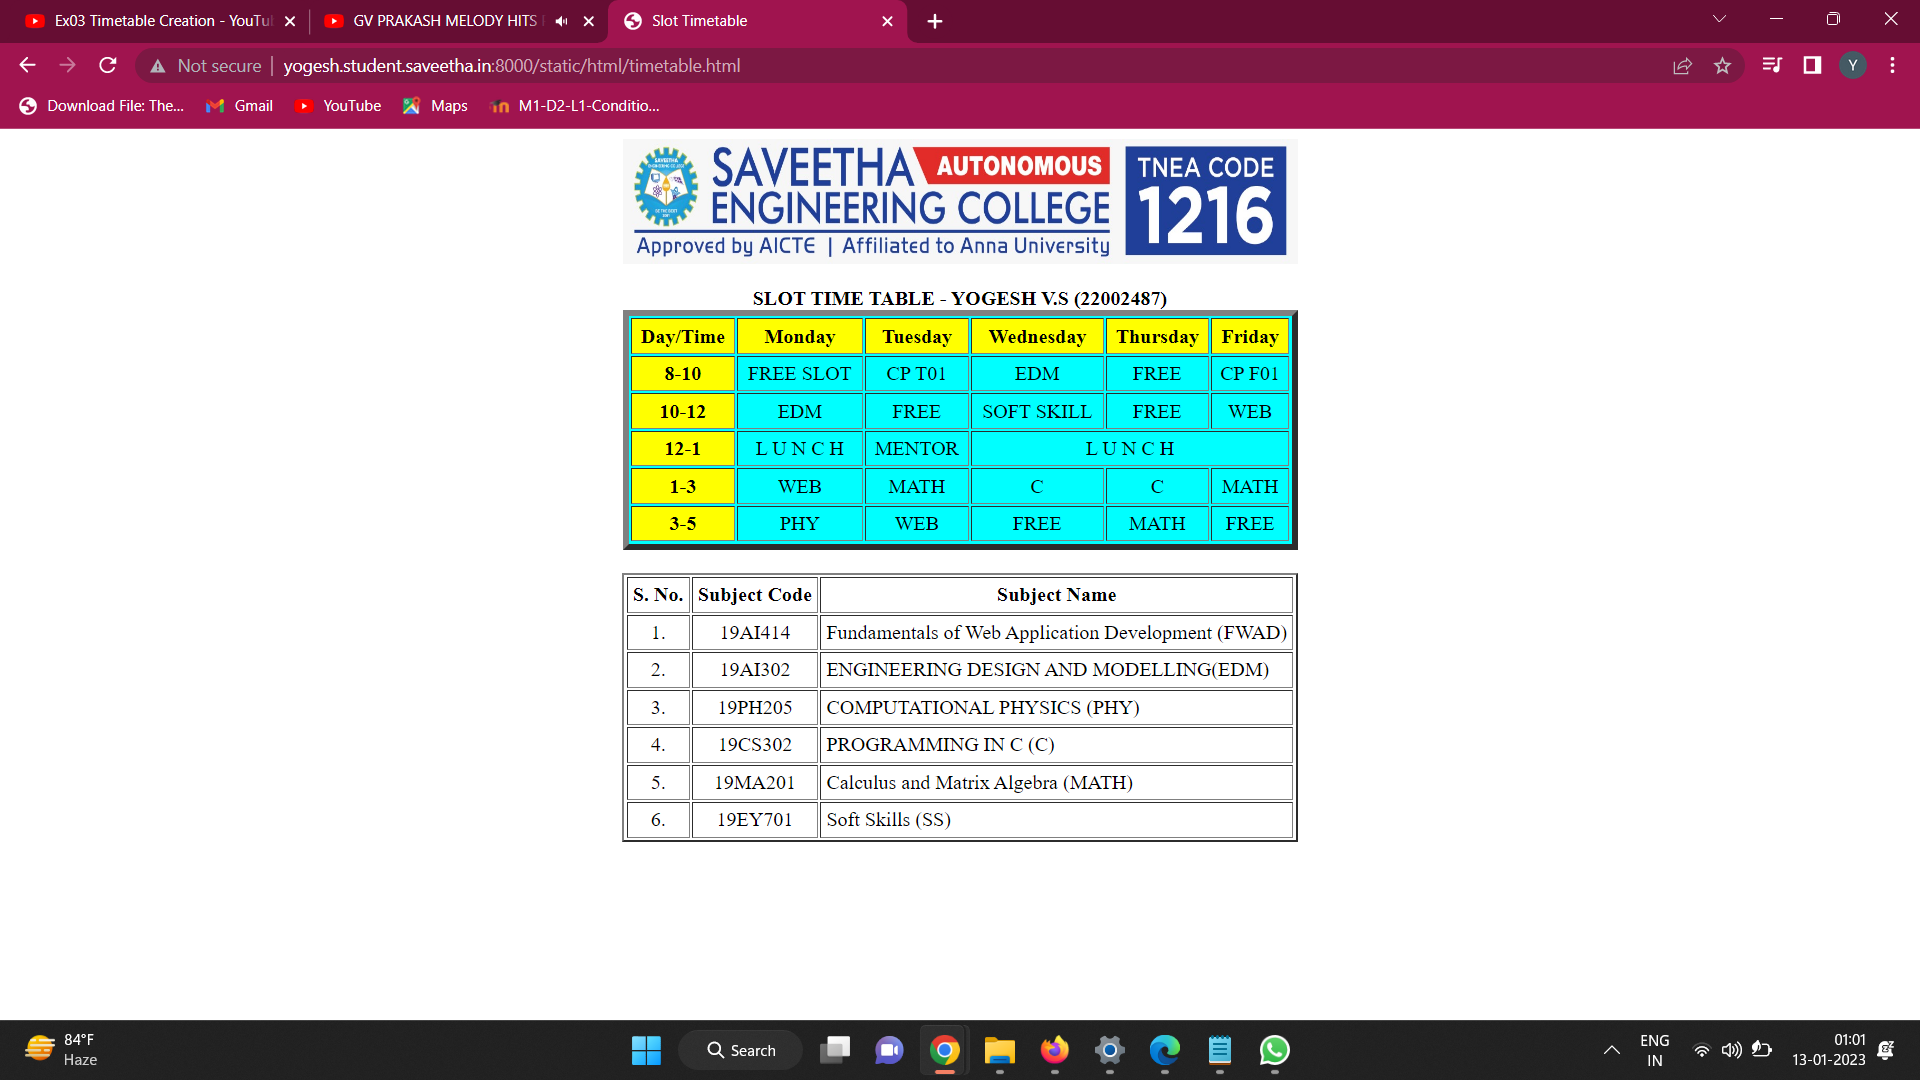 Ex03 Timetable Creation - YouTu
GV PRAKASH MELODY HITS
Slot Timetable
Not secure
yogesh.student.saveetha.in:8000/static/html/timetable.html
Y
Download File: The...
Gmail
YouTube
Maps
M1-D2-L1-Conditio...
SAVEETHA AUTONOMOUS
ENGINEERING COLLEGE
Approved by AICTE | Affiliated to Anna University
TNEA CODE
1216
SLOT TIME TABLE - YOGESH V.S (22002487)
Day/Time Monday Tuesday Wednesday Thursday Friday
8-10 FREE SLOT CP T01 EDM FREE CP F01
10-12 EDM FREE SOFT SKILL FREE WEB
12-1 L U N C H MENTOR L U N C H
1-3 WEB MATH C C MATH
3-5 PHY WEB FREE MATH FREE
S. No. Subject Code Subject Name
1. 19AI414 Fundamentals of Web Application Development (FWAD)
2. 19AI302 ENGINEERING DESIGN AND MODELLING(EDM)
3. 19PH205 COMPUTATIONAL PHYSICS (PHY)
4. 19CS302 PROGRAMMING IN C (C)
5. 19MA201 Calculus and Matrix Algebra (MATH)
6. 19EY701 Soft Skills (SS)
84°F
Haze
Search
ENG
IN
01:01
13-01-2023